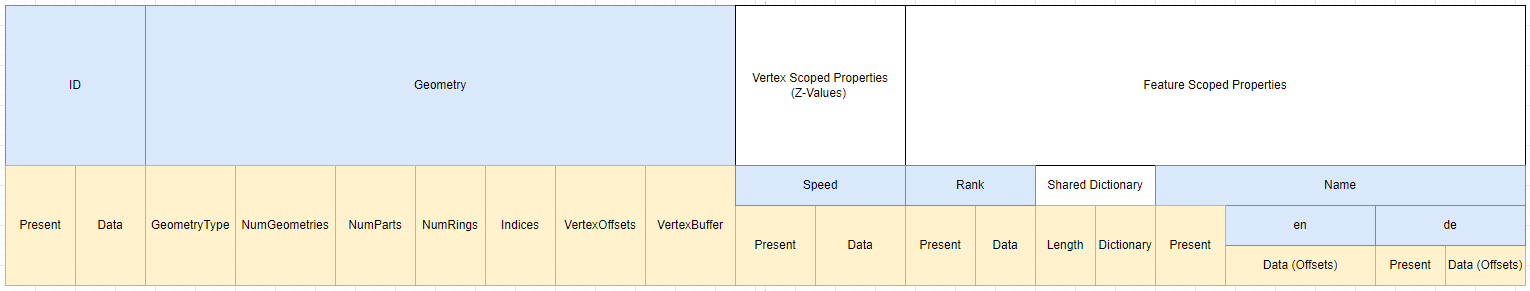 ID
Geometry
Vertex Scoped Properties
(Z-Values)
Feature Scoped Properties
Speed
Rank
Shared Dictionary
Name
Present
Data
GeometryType
NumGeometries
NumParts
NumRings
Indices
VertexOffsets
VertexBuffer
Present
Data
Present
Data
Length
Dictionary
Present
en
de
Data (Offsets)
Present
Data (Offsets)